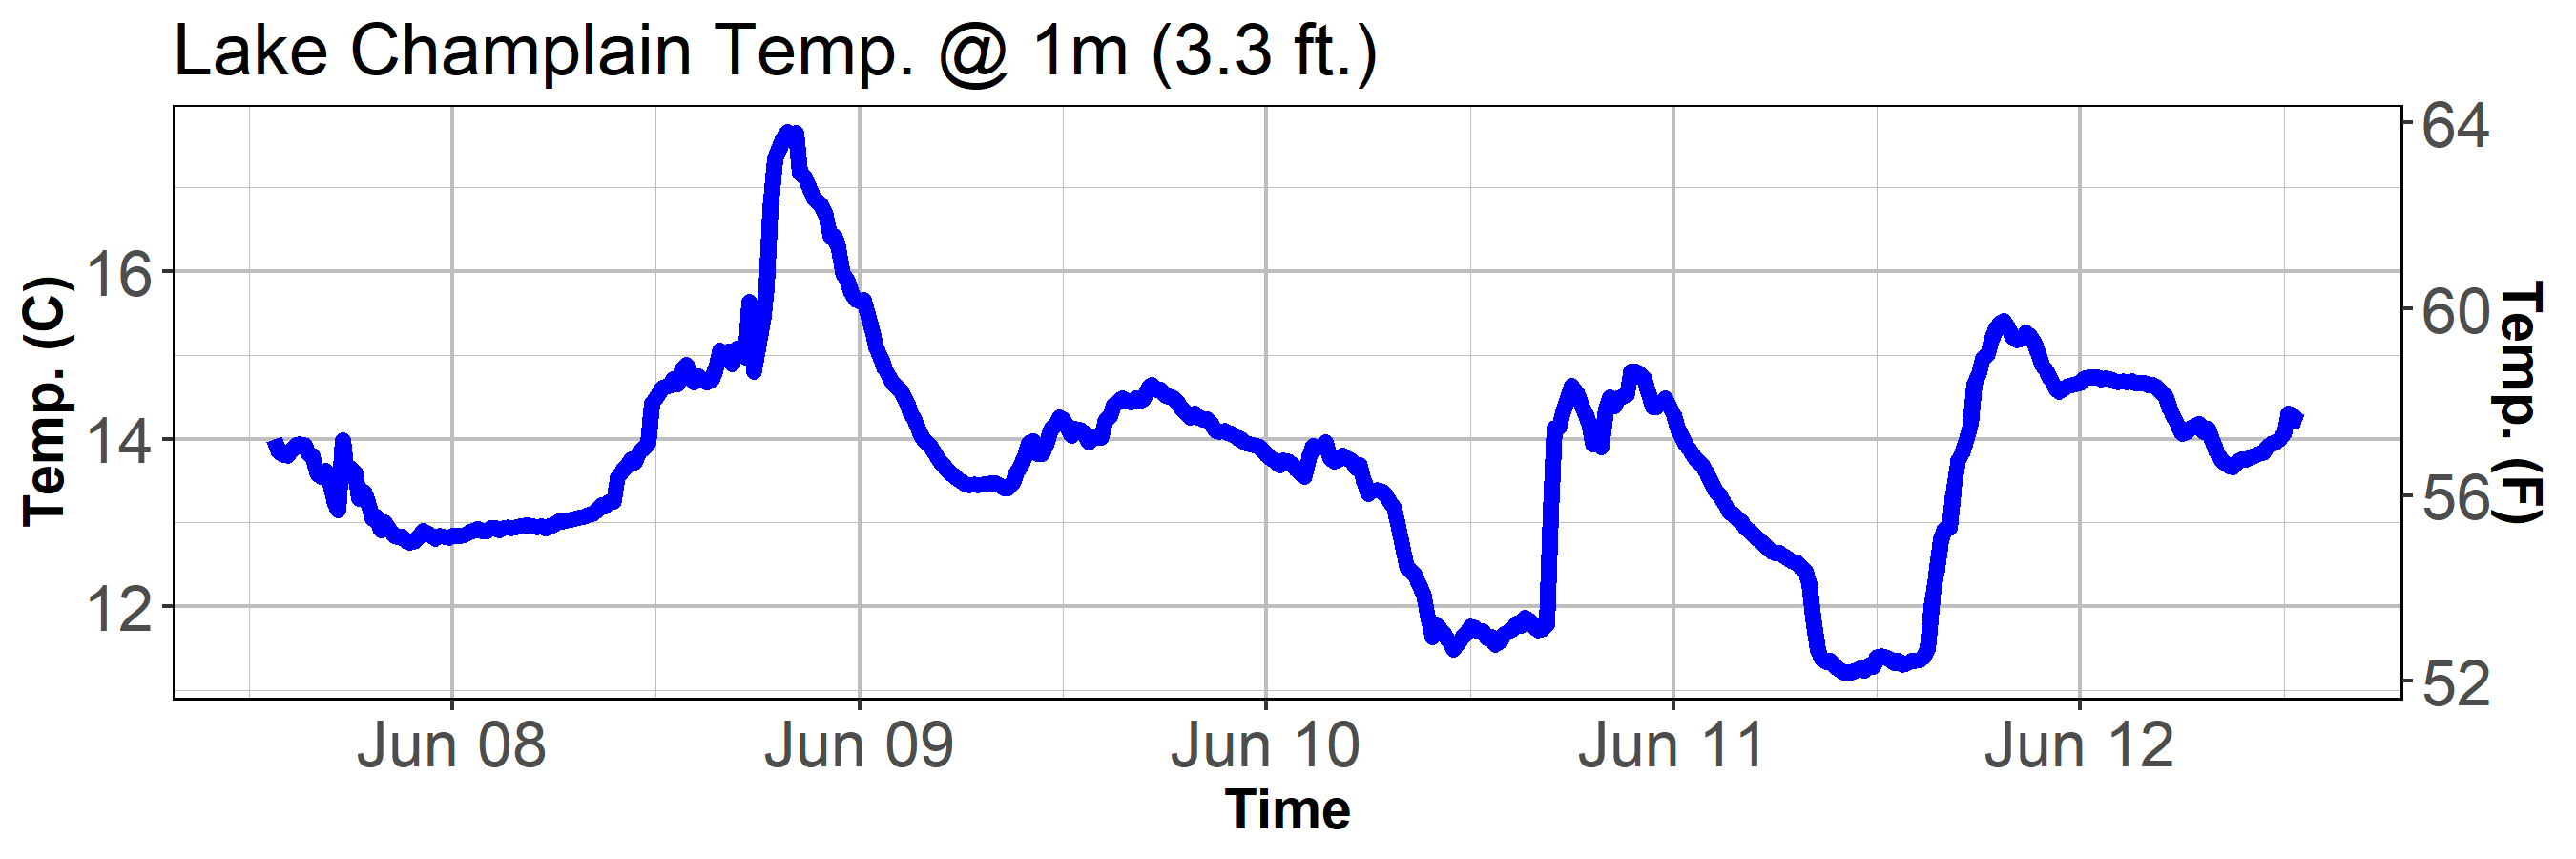 Lake Champlain Temp. @ 1m (3.3 ft.)
Temp. (C)
16
14
12
64
60
56
52
Temp. (F)
Jun 08 Jun 09 Jun 10 Jun 11 Jun 12
Time